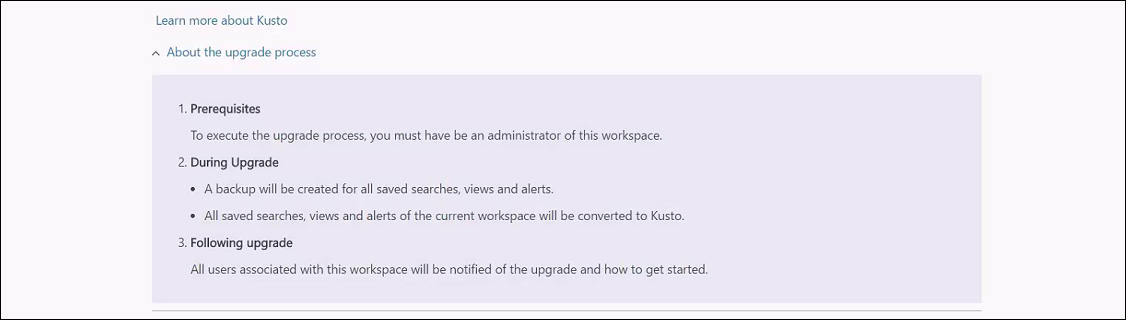 Learn more about Kusto
About the upgrade process
1. Prerequisites
To execute the upgrade process, you must have be an administrator of this workspace.
2. During Upgrade
• A backup will be created for all saved searches, views and alerts.
• All saved searches, views and alerts of the current workspace will be converted to Kusto.
3. Following upgrade
All users associated with this workspace will be notified of the upgrade and how to get started.